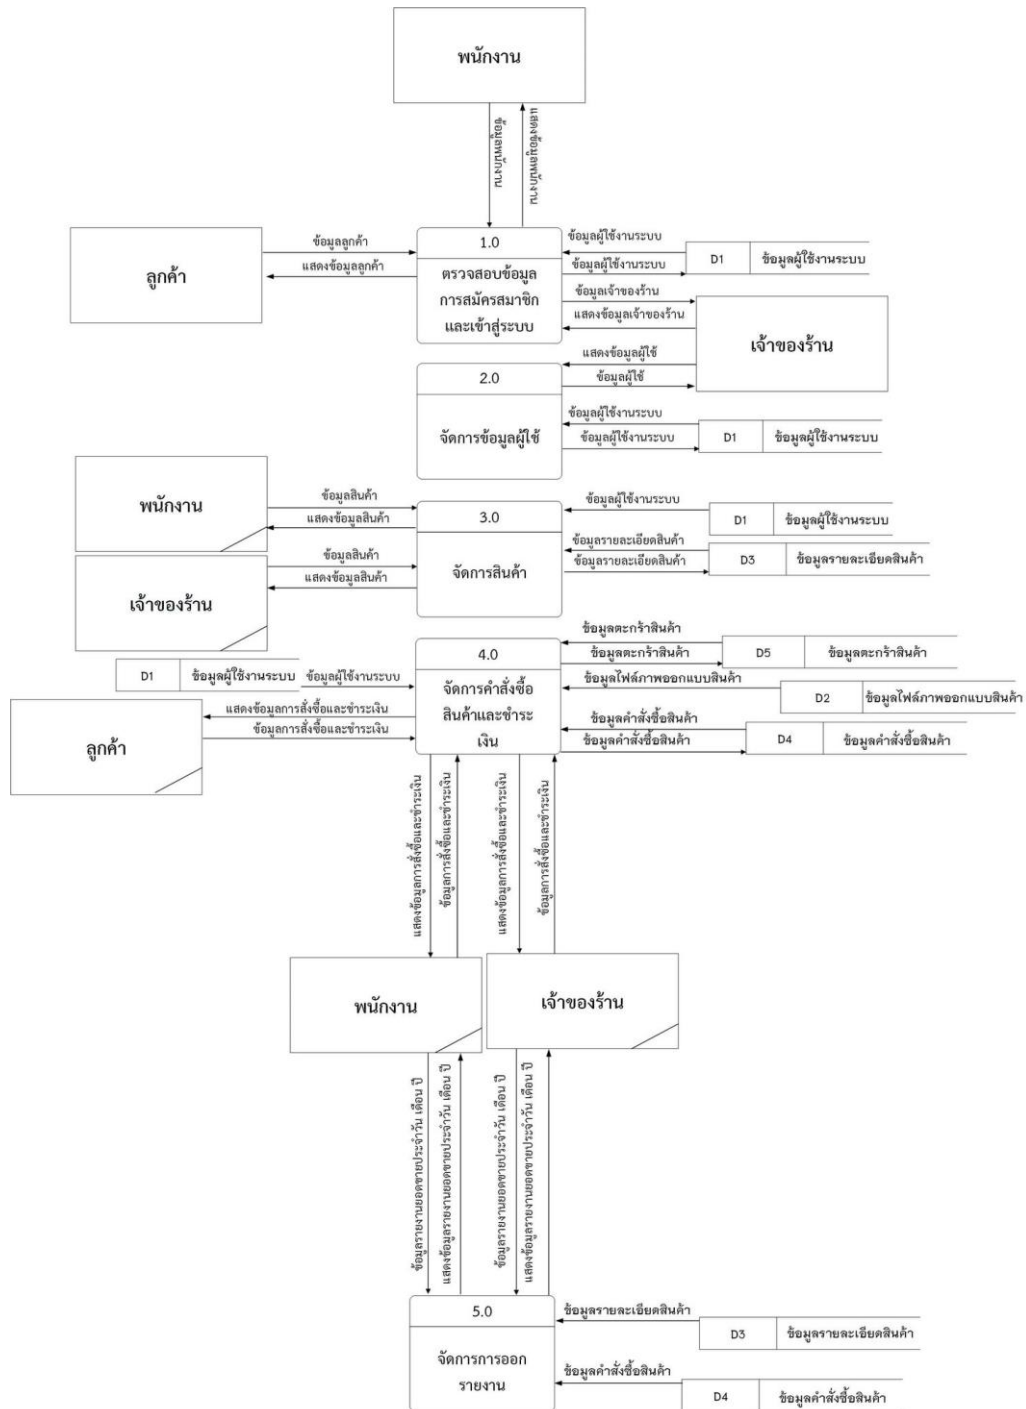 พนักงาน
ข้อมูลพนักงาน
แสดงข้อมูลพนักงาน
ลูกค้า
ข้อมูลลูกค้า
แสดงข้อมูลลูกค้า
1.0
ตรวจสอบข้อมูล
การสมัครสมาชิก
และเข้าสู่ระบบ
ข้อมูลผู้ใช้งานระบบ
ข้อมูลผู้ใช้งานระบบ
D1 ข้อมูลผู้ใช้งานระบบ
ข้อมูลเจ้าของร้าน
แสดงข้อมูลเจ้าของร้าน
เจ้าของร้าน
แสดงข้อมูลผู้ใช้
ข้อมูลผู้ใช้
2.0
จัดการข้อมูลผู้ใช้
ข้อมูลผู้ใช้งานระบบ
ข้อมูลผู้ใช้งานระบบ
D1 ข้อมูลผู้ใช้งานระบบ
พนักงาน
ข้อมูลสินค้า
แสดงข้อมูลสินค้า
เจ้าของร้าน
ข้อมูลสินค้า
แสดงข้อมูลสินค้า
3.0
จัดการสินค้า
ข้อมูลผู้ใช้งานระบบ
D1 ข้อมูลผู้ใช้งานระบบ
ข้อมูลรายละเอียดสินค้า
ข้อมูลรายละเอียดสินค้า
D3 ข้อมูลรายละเอียดสินค้า
D1 ข้อมูลผู้ใช้งานระบบ
ข้อมูลผู้ใช้งานระบบ
ลูกค้า
แสดงข้อมูลการสั่งซื้อและชำระเงิน
ข้อมูลการสั่งซื้อและชำระเงิน
4.0
จัดการคำสั่งซื้อ
สินค้าและชำระ
เงิน
ข้อมูลตะกร้าสินค้า
ข้อมูลตะกร้าสินค้า
D5 ข้อมูลตะกร้าสินค้า
ข้อมูลไฟล์ภาพออกแบบสินค้า
D2 ข้อมูลไฟล์ภาพออกแบบสินค้า
ข้อมูลคำสั่งซื้อสินค้า
ข้อมูลคำสั่งซื้อสินค้า
D4 ข้อมูลคำสั่งซื้อสินค้า
แสดงข้อมูลการสั่งซื้อและชำระเงิน
ข้อมูลการสั่งซื้อและชำระเงิน
แสดงข้อมูลการสั่งซื้อและชำระเงิน
ข้อมูลการสั่งซื้อและชำระเงิน
พนักงาน
เจ้าของร้าน
ข้อมูลรายงานยอดขายประจำวัน เดือน ปี
แสดงข้อมูลรายงานยอดขายประจำวัน เดือน ปี
ข้อมูลรายงานยอดขายประจำวัน เดือน ปี
แสดงข้อมูลรายงานยอดขายประจำวัน เดือน ปี
5.0
จัดการการออก
รายงาน
ข้อมูลรายละเอียดสินค้า
D3 ข้อมูลรายละเอียดสินค้า
ข้อมูลคำสั่งซื้อสินค้า
D4 ข้อมูลคำสั่งซื้อสินค้า